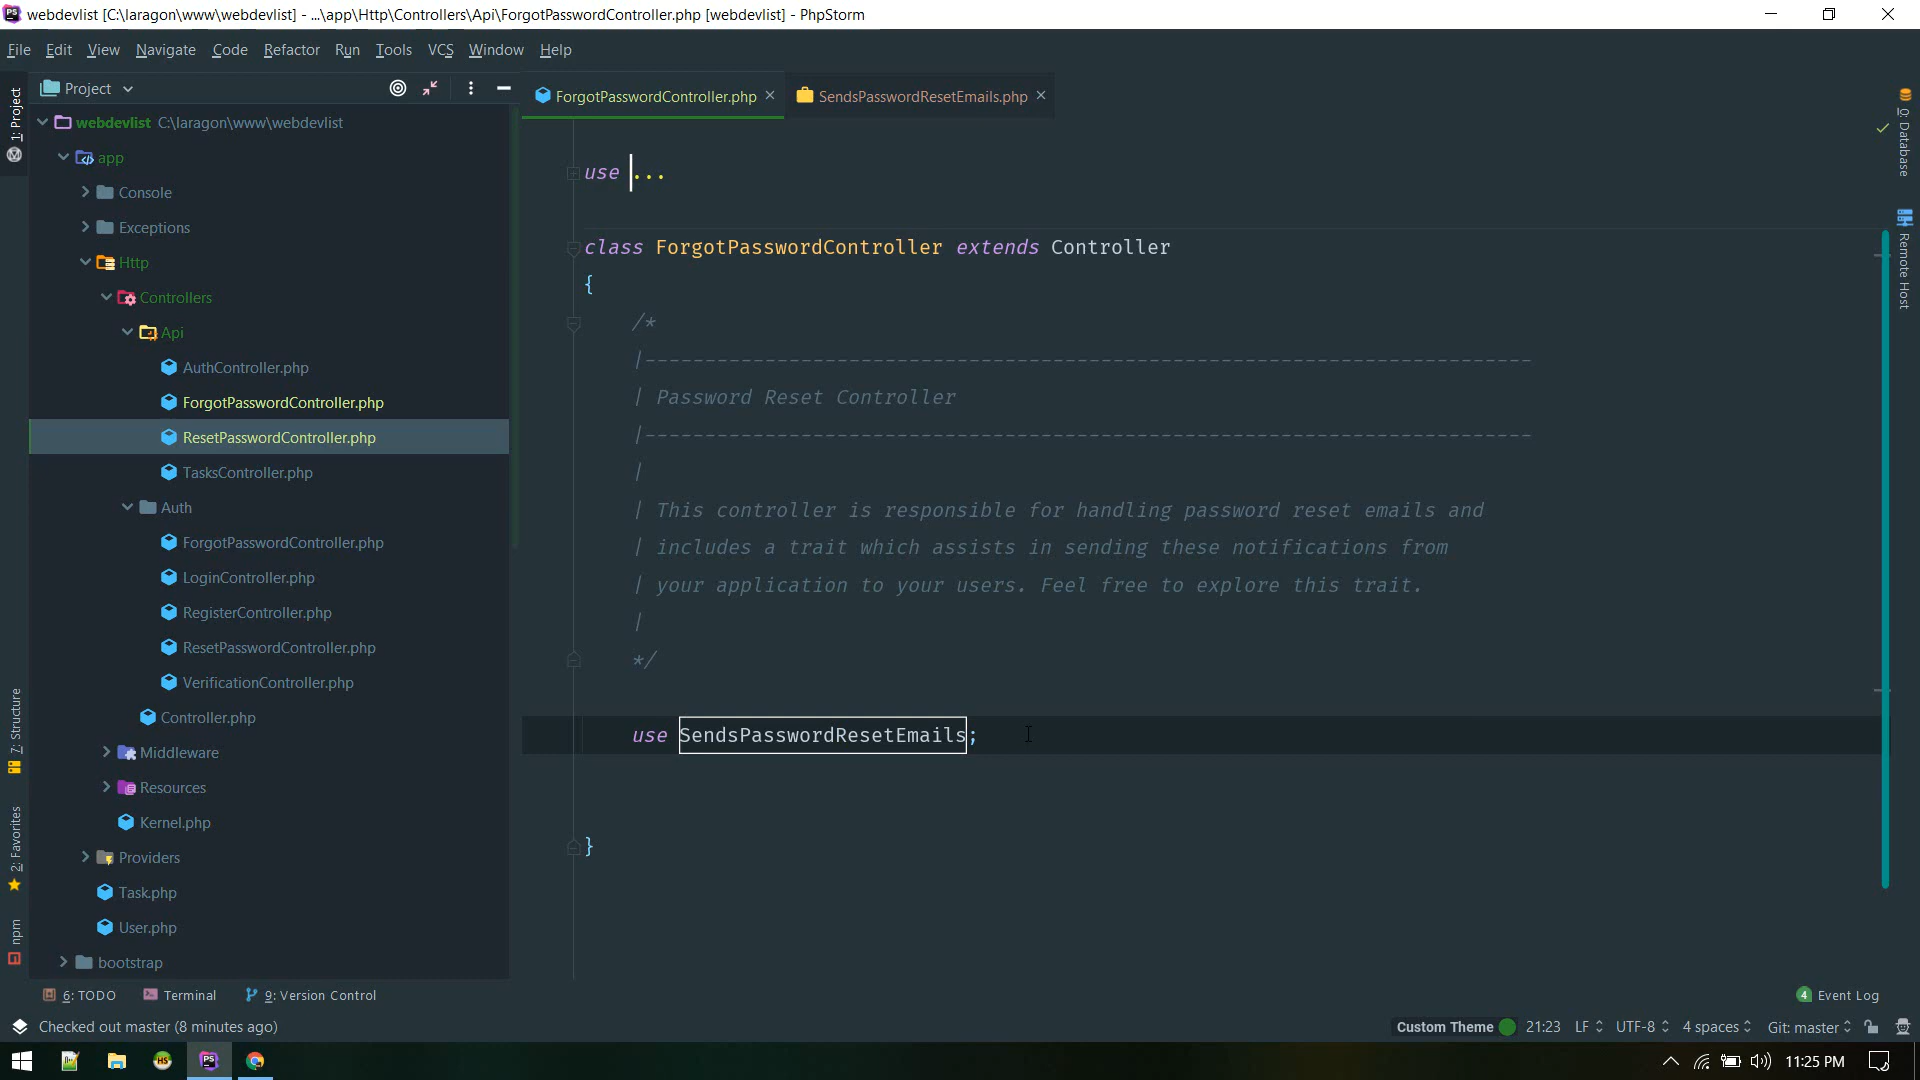 webdevlist [C:\laragon\www\webdevlist] - ...\app\Http\Controllers\Api\ForgotPasswordController.php [webdevlist] - PhpStorm
File Edit View Navigate Code Refactor Run Tools VCS Window Help
Project
ForgotPasswordController.php
SendsPasswordResetEmails.php
1: Project
7: Structure
2: Favorites
npm
webdevlist C:\laragon\www\webdevlist
app
Console
Exceptions
Http
Controllers
Api
AuthController.php
ForgotPasswordController.php
ResetPasswordController.php
TasksController.php
Auth
ForgotPasswordController.php
LoginController.php
RegisterController.php
ResetPasswordController.php
VerificationController.php
Controller.php
Middleware
Resources
Kernel.php
Providers
Task.php
User.php
bootstrap
use ...
class ForgotPasswordController extends Controller
{
/*
|--------------------------------------------------------------------------
| Password Reset Controller
|--------------------------------------------------------------------------
|
| This controller is responsible for handling password reset emails and
| includes a trait which assists in sending these notifications from
| your application to your users. Feel free to explore this trait.
|
*/
use SendsPasswordResetEmails;
}
0: Database
Remote Host
6: TODO Terminal 9: Version Control
4 Event Log
Checked out master (8 minutes ago)
Custom Theme 21:23 LF UTF-8 4 spaces Git: master
11:25 PM